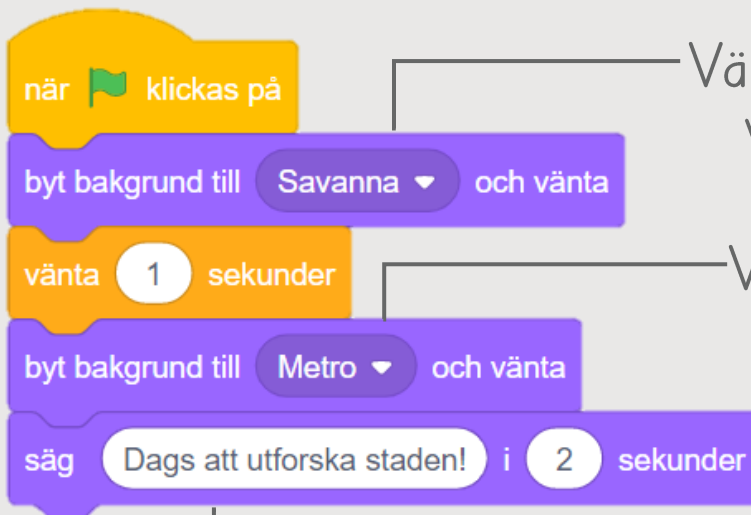 när klickas på
Vä
byt bakgrund till Savanna och vänta
vänta 1 sekunder
V
byt bakgrund till Metro och vänta
säg Dags att utforska staden! i 2 sekunder